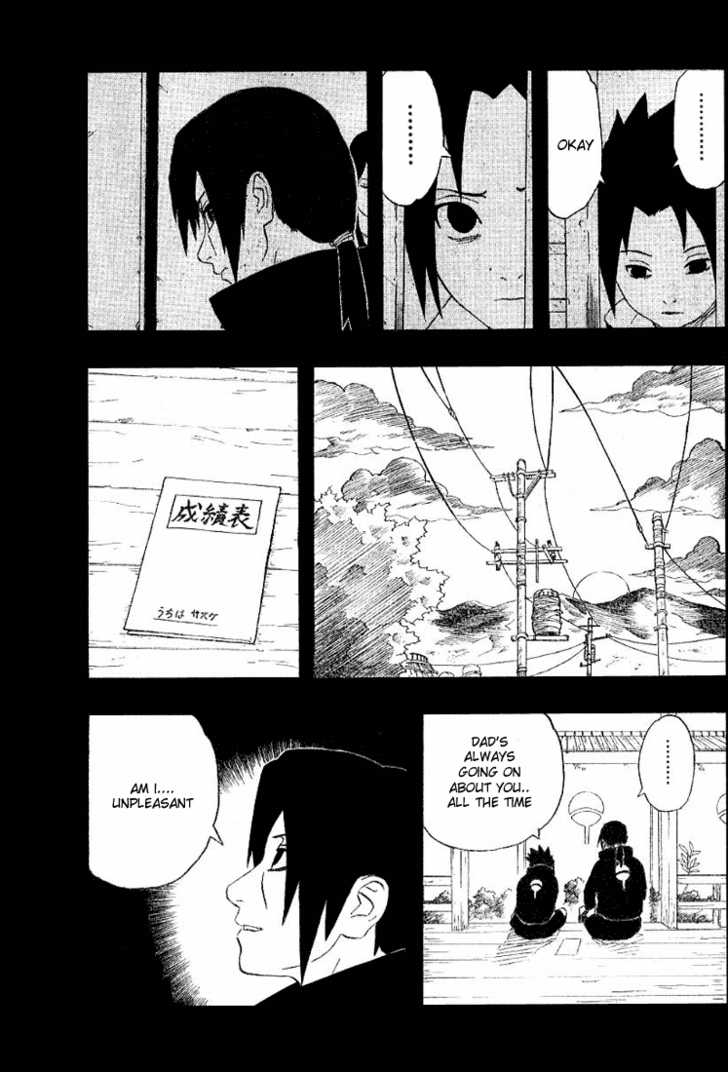 ........
OKAY
........
成績表
うちは サスケ
........
DAD'S
ALWAYS
GOING ON
ABOUT YOU..
ALL THE TIME
AM I....
UNPLEASANT